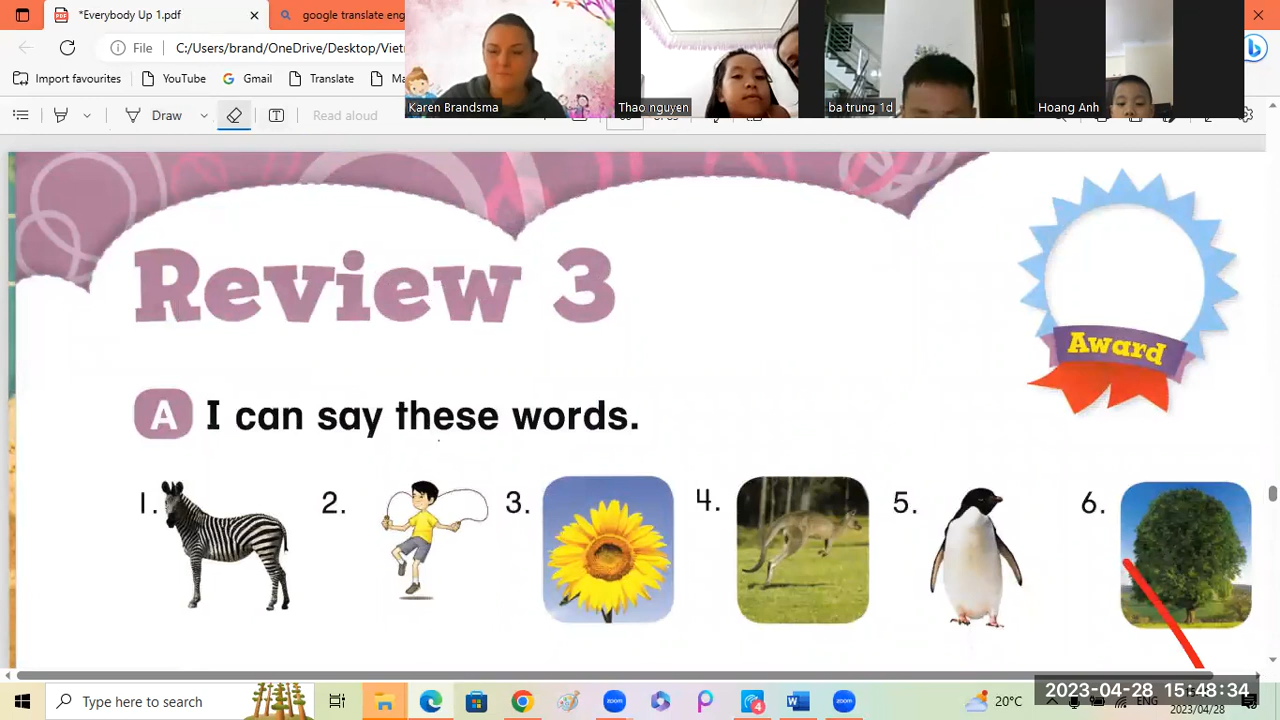 *Everybody Up 1.pdf
google translate eng
File
C:/Users/brand/OneDrive/Desktop/Viet
Import favourites
YouTube
Gmail
Translate
Draw
Read aloud
Karen Brandsma
Thao nguyen
ba trung 1d
Hoang Anh
Review 3
Award
A I can say these words.
1.
2.
3.
4.
5.
6.
Type here to search
4
20°C
ENG
2023-04-28 15:48:34
2023/04/28